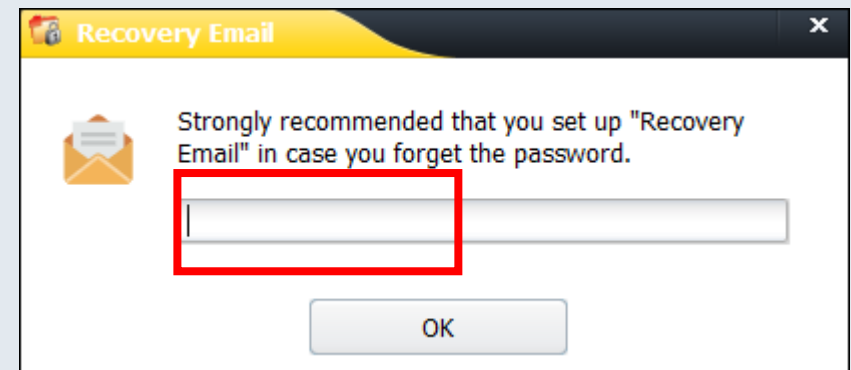 Recovery Email
Strongly recommended that you set up "Recovery
Email" in case you forget the password.
OK